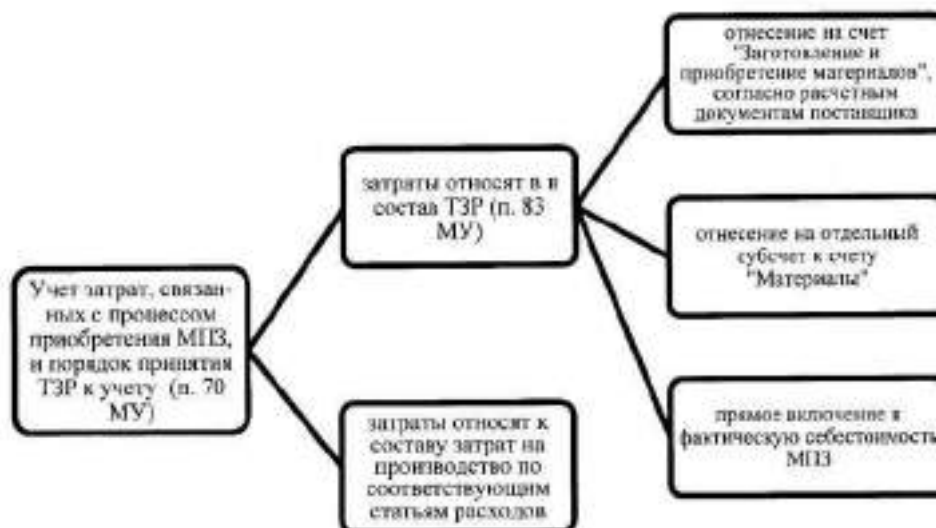 Учет затрат, связан-
ных с процессом
приобретения МПЗ,
и порядок принятия
ТЗР к учету (п. 70
МУ)
затраты относят в в
состав ТЗР (п. 83
МУ)
затраты относят к
составу затрат на
производство по
соответствующим
статьям расходов
отнесение на счет
"Заготовление и
приобретение материалов",
согласно расчетным
документам поставщика
отнесение на отдельный
субсчет к счету
"Материалы"
прямое включение в
фактическую себестоимость
МПЗ